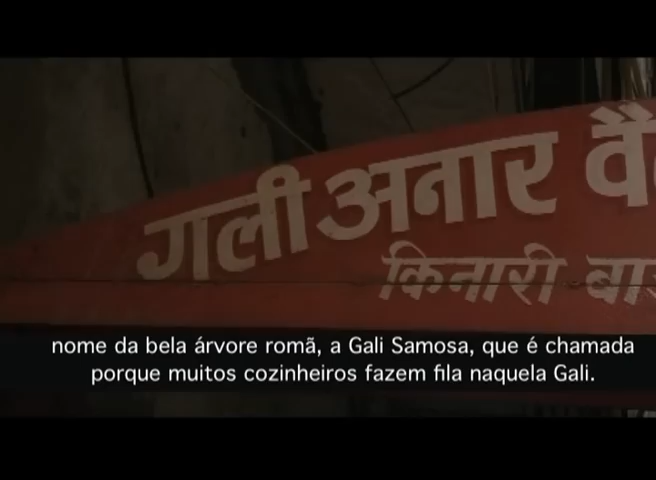 गली अनार
किनारी
nome da bela árvore romã, a Gali Samosa, que é chamada
porque muitos cozinheiros fazem fila naquela Gali.